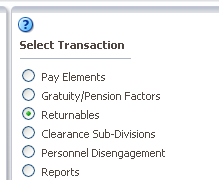 ?
Select Transaction
Pay Elements
Gratuity/Pension Factors
Returnables
Clearance Sub-Divisions
Personnel Disengagement
Reports